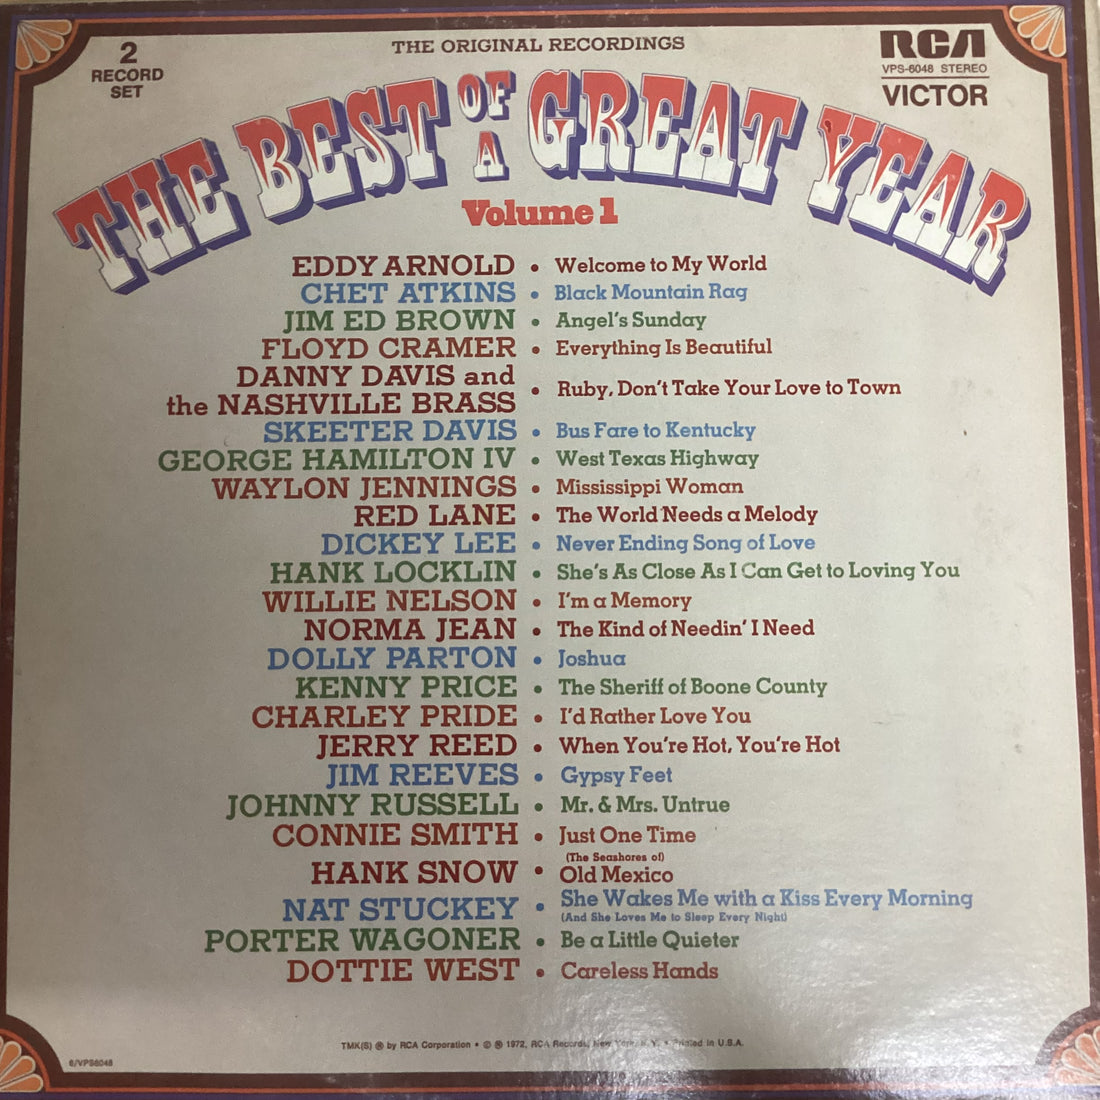 2
RECORD
SET
THE ORIGINAL RECORDINGS
RCA
VPS-6048 STEREO
VICTOR
THE BEST OF A GREAT YEAR
Volume 1
EDDY ARNOLD • Welcome to My World
CHET ATKINS • Black Mountain Rag
JIM ED BROWN • Angel's Sunday
FLOYD CRAMER • Everything Is Beautiful
DANNY DAVIS and
the NASHVILLE BRASS • Ruby, Don't Take Your Love to Town
SKEETER DAVIS • Bus Fare to Kentucky
GEORGE HAMILTON IV • West Texas Highway
WAYLON JENNINGS • Mississippi Woman
RED LANE • The World Needs a Melody
DICKEY LEE • Never Ending Song of Love
HANK LOCKLIN • She's As Close As I Can Get to Loving You
WILLIE NELSON • I'm a Memory
NORMA JEAN • The Kind of Needin' I Need
DOLLY PARTON • Joshua
KENNY PRICE • The Sheriff of Boone County
CHARLEY PRIDE • I'd Rather Love You
JERRY REED • When You're Hot, You're Hot
JIM REEVES • Gypsy Feet
JOHNNY RUSSELL • Mr. & Mrs. Untrue
CONNIE SMITH • Just One Time
(The Seashores of)
HANK SNOW • Old Mexico
NAT STUCKEY • She Wakes Me with a Kiss Every Morning
(And She Loves Me to Sleep Every Night)
PORTER WAGONER • Be a Little Quieter
DOTTIE WEST • Careless Hands
TMK(S) ® by RCA Corporation • © ℗ 1972, RCA Records, New York, N.Y. • Printed in U.S.A.
6/VPS6048